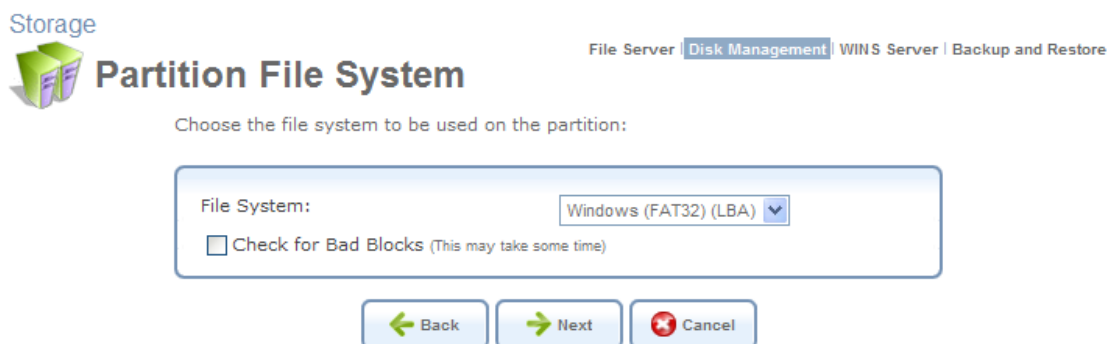 Storage
File Server | Disk Management | WINS Server | Backup and Restore
Partition File System
Choose the file system to be used on the partition:
File System: Windows (FAT32) (LBA)
Check for Bad Blocks (This may take some time)
Back Next Cancel